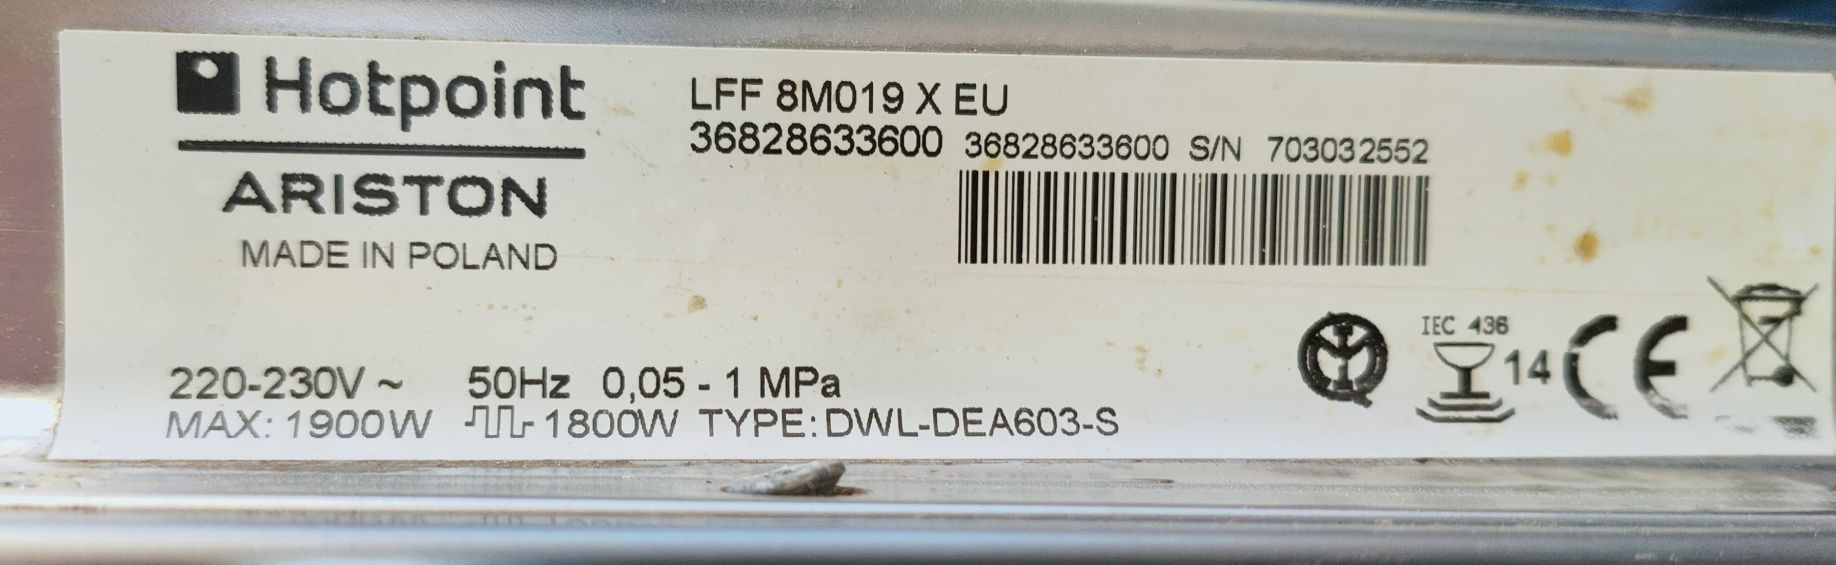 Hotpoint
ARISTON
MADE IN POLAND
LFF 8M019 X EU
36828633600 36828633600 S/N 703032552
IEC 436
14 CE
220-230V ~ 50Hz 0,05 - 1 MPa
MAX: 1900W 1800W TYPE: DWL-DEA603-S